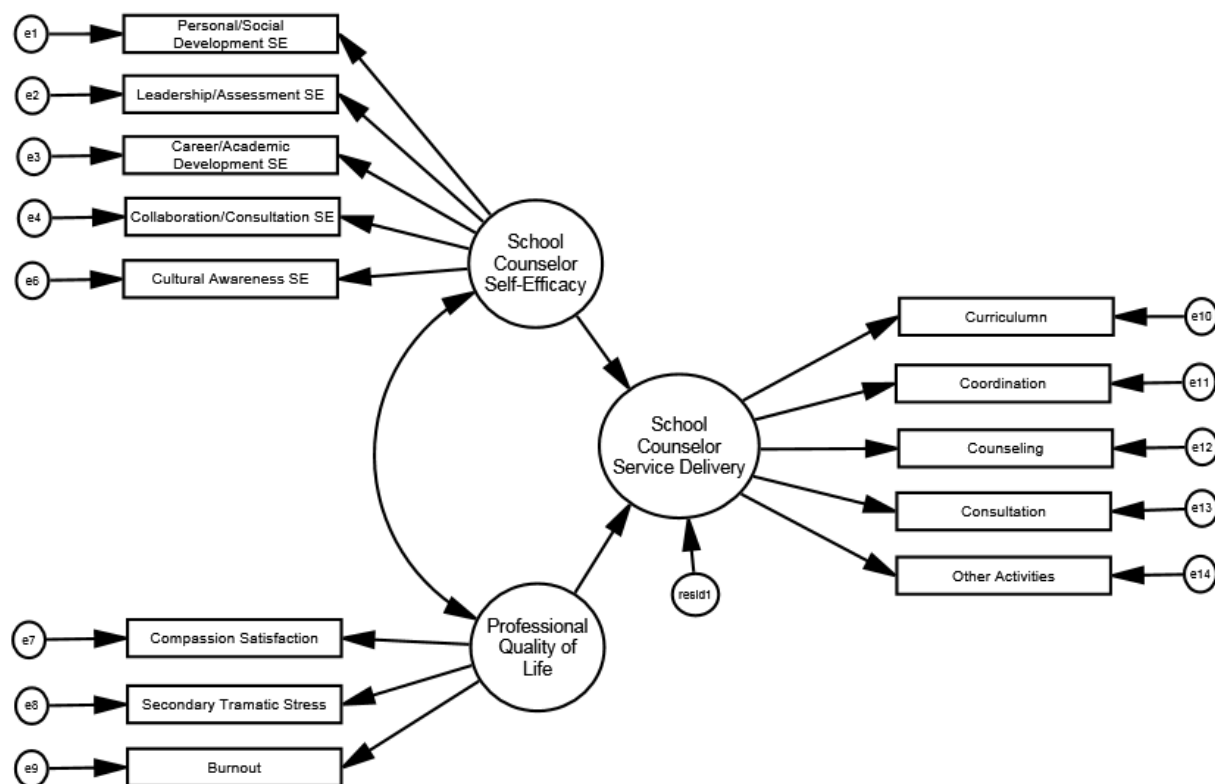 e1
Personal/Social
Development SE
e2
Leadership/Assessment SE
e3
Career/Academic
Development SE
e4
Collaboration/Consultation SE
e6
Cultural Awareness SE
School
Counselor
Self-Efficacy
Curriculumn
e10
Coordination
e11
School
Counselor
Service Delivery
Counseling
e12
Consultation
e13
Other Activities
e14
resid1
e7
Compassion Satisfaction
Professional
Quality of
Life
e8
Secondary Tramatic Stress
e9
Burnout